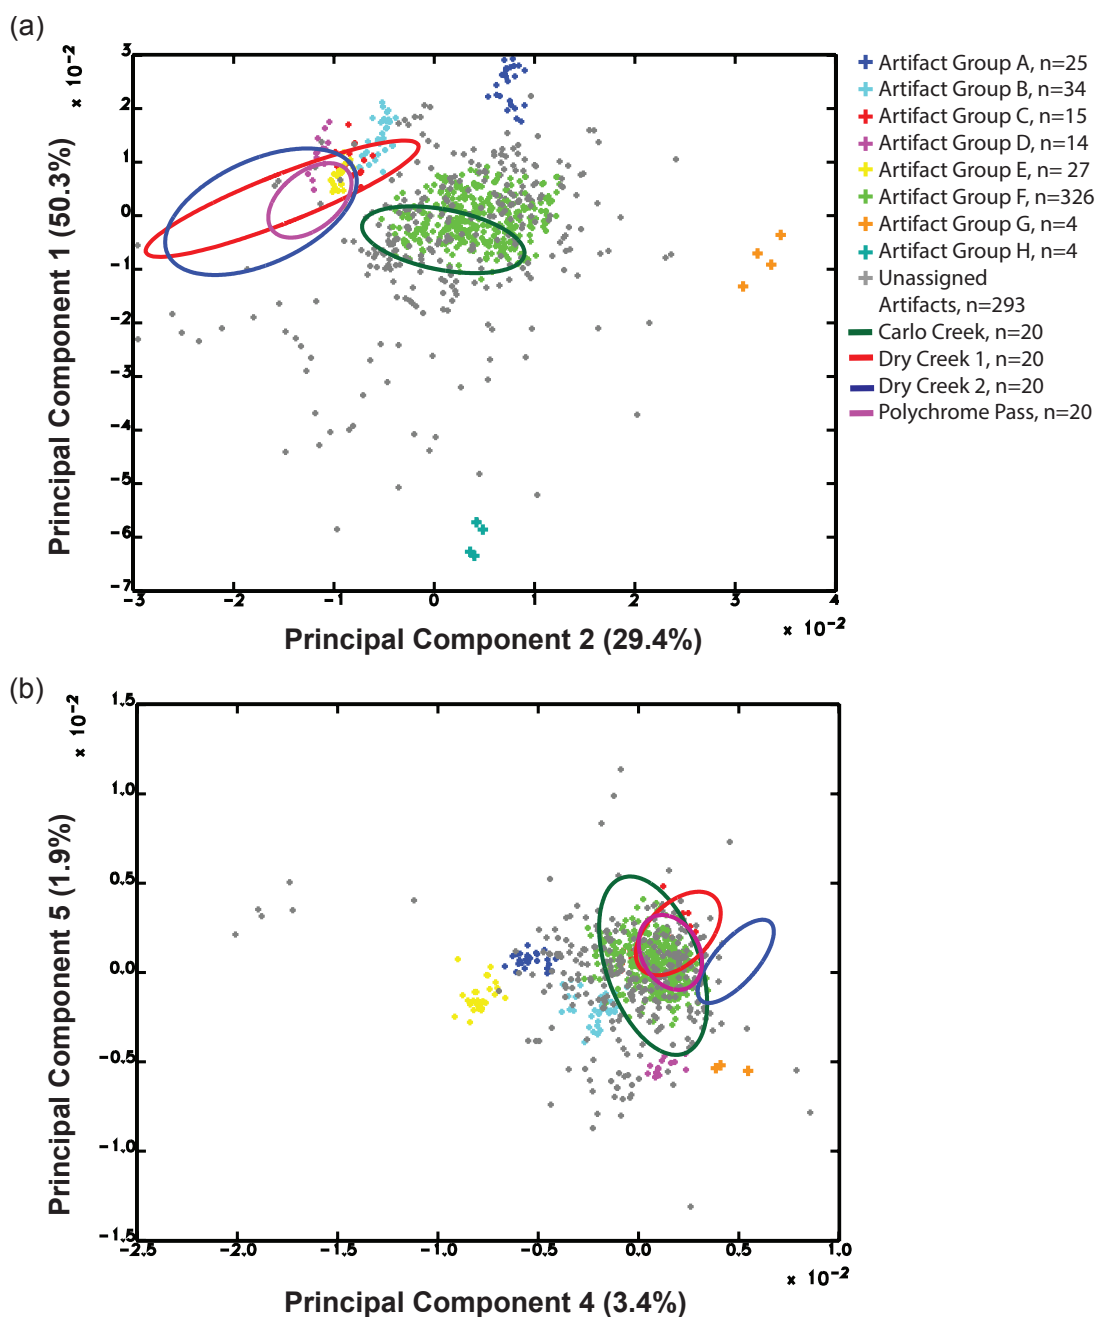 (a)
× 10⁻²
3
2
1
0
−1
−2
−3
−4
−5
−6
−7
Principal Component 1 (50.3%)
−3 −2 −1 0 1 2 3 4
× 10⁻²
Principal Component 2 (29.4%)
Artifact Group A, n=25
Artifact Group B, n=34
Artifact Group C, n=15
Artifact Group D, n=14
Artifact Group E, n= 27
Artifact Group F, n=326
Artifact Group G, n=4
Artifact Group H, n=4
Unassigned
Artifacts, n=293
Carlo Creek, n=20
Dry Creek 1, n=20
Dry Creek 2, n=20
Polychrome Pass, n=20
(b)
× 10⁻²
1.5
1.0
0.5
0.0
−0.5
−1.0
−1.5
Principal Component 5 (1.9%)
−2.5 −2.0 −1.5 −1.0 −0.5 0.0 0.5 1.0
× 10⁻²
Principal Component 4 (3.4%)